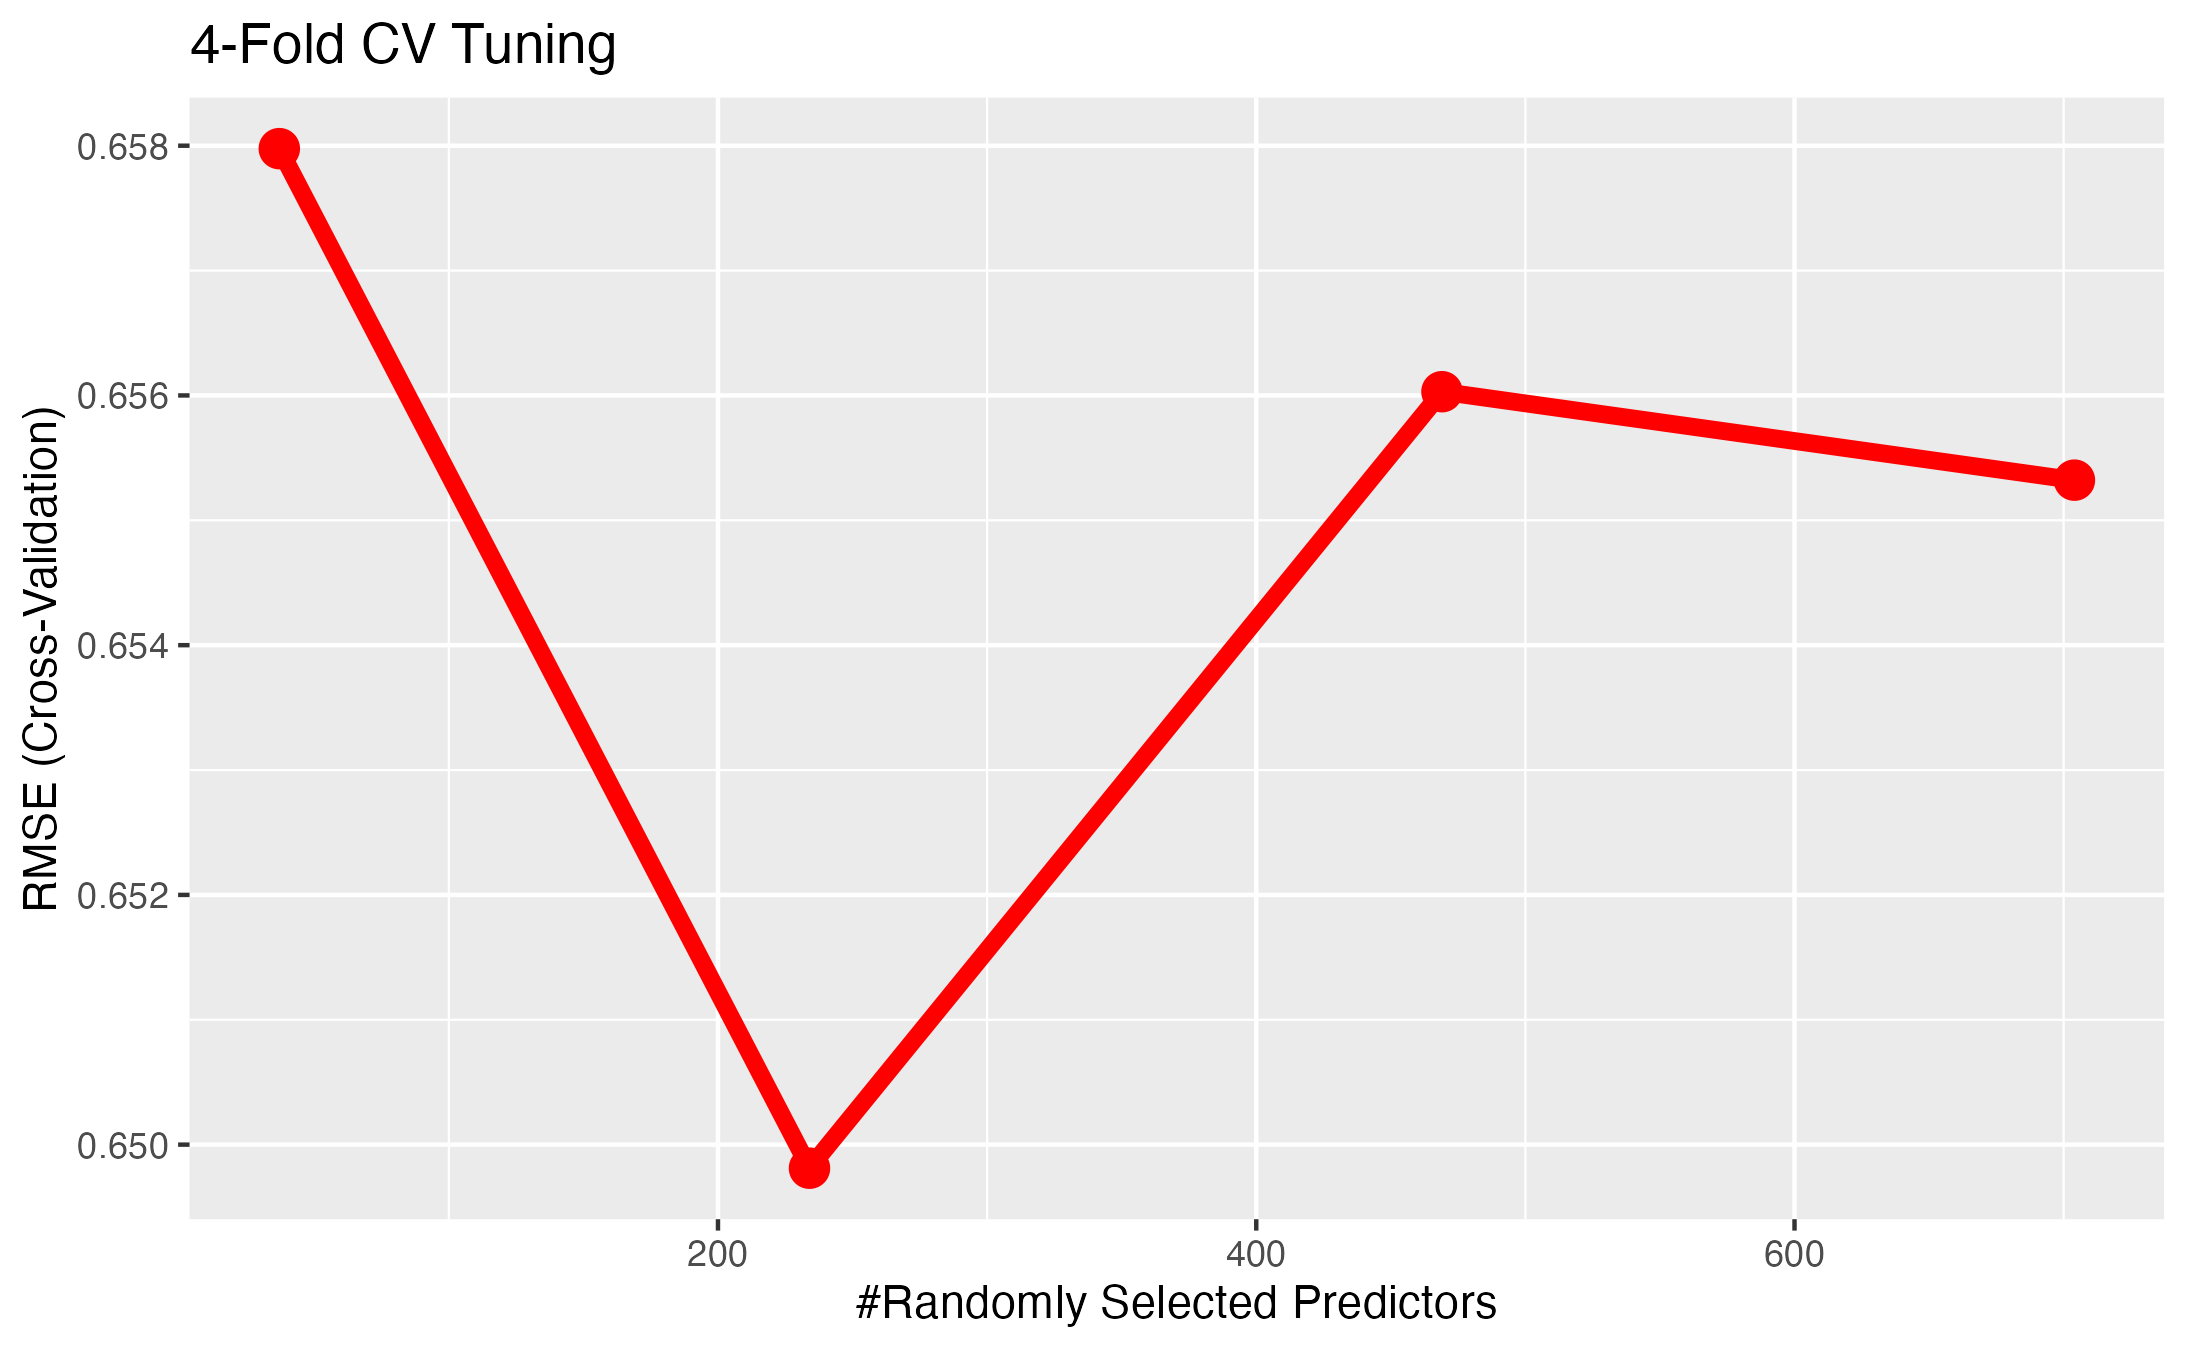 4-Fold CV Tuning
RMSE (Cross-Validation)
0.658
0.656
0.654
0.652
0.650
200 400 600
#Randomly Selected Predictors